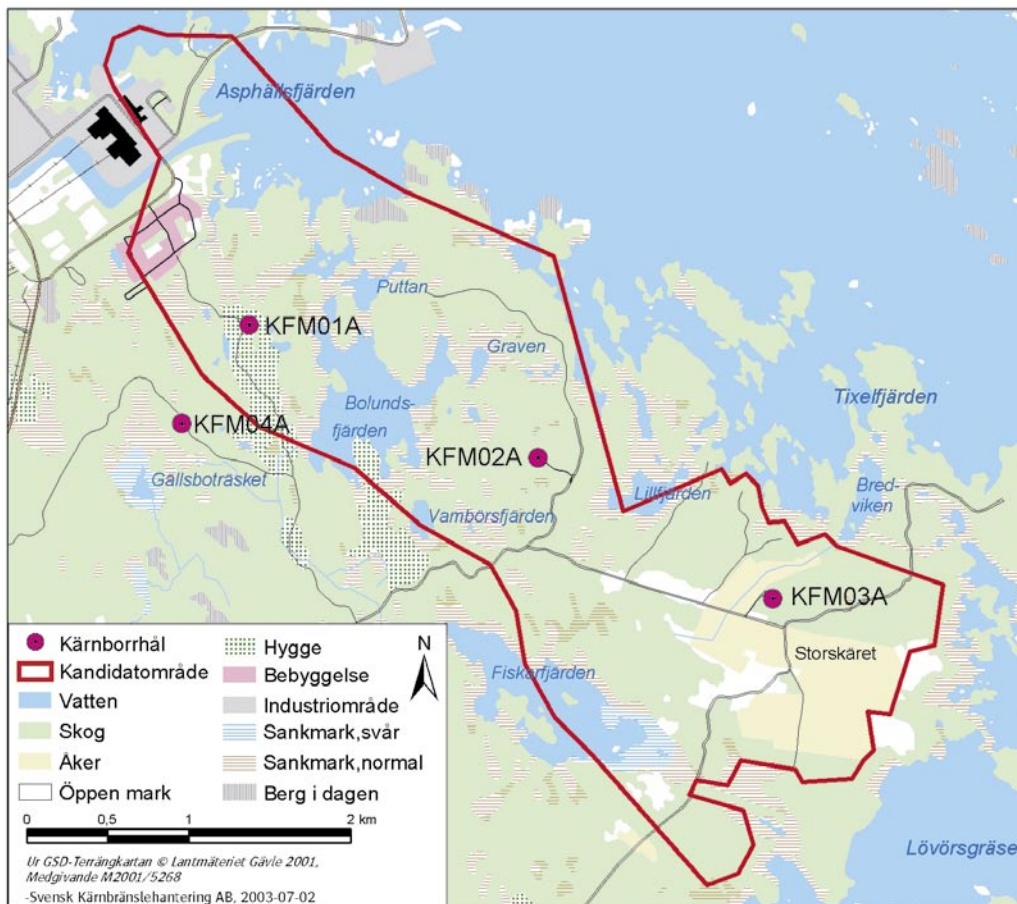 Asphällsfjärden
Puttan
KFM01A
Graven
Bolunds-
fjärden
Tixelfjärden
KFM04A
KFM02A
Gällsboträsket
Lillfjärden
Bred-
viken
Vambörsfjärden
KFM03A
Storskäret
Fiskarfjärden
Lövörsgräse
Kärnborrhål
Kandidatområde
Vatten
Skog
Åker
Öppen mark
Hygge
Bebyggelse
Industriområde
Sankmark,svår
Sankmark,normal
Berg i dagen
N
0 0,5 1 2 km
Ur GSD-Terrängkartan © Lantmäteriet Gävle 2001,
Medgivande M2001/5268
-Svensk Kärnbränslehantering AB, 2003-07-02